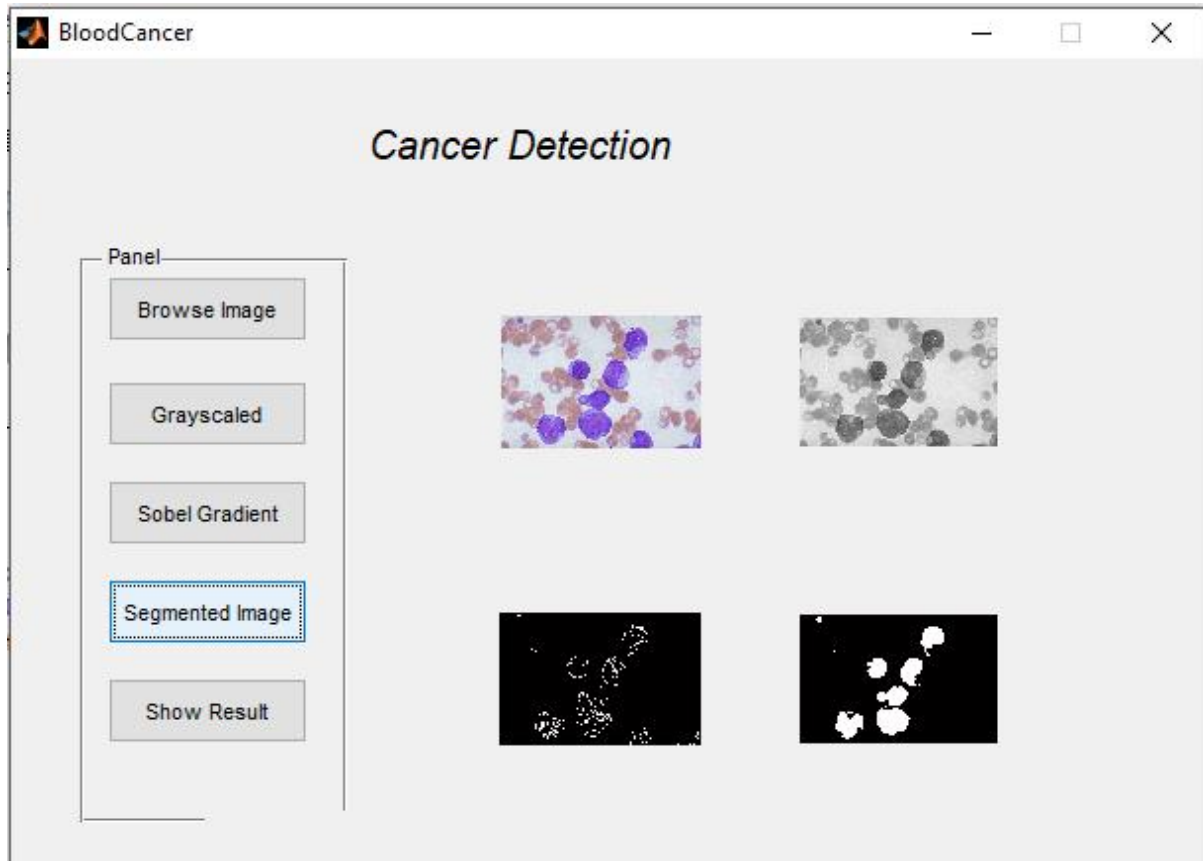 BloodCancer
Cancer Detection
Panel
Browse Image
Grayscaled
Sobel Gradient
Segmented Image
Show Result